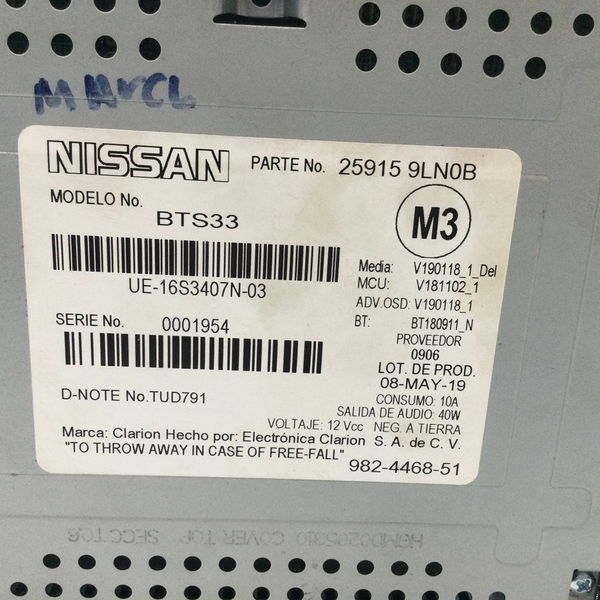 NISSAN PARTE No. 25915 9LN0B
MODELO No.
BTS33
M3
UE-16S3407N-03
Media: V190118_1_Del
MCU: V181102_1
ADV.OSD: V190118_1
BT: BT180911_N
SERIE No. 0001954
PROVEEDOR
0906
LOT. DE PROD.
08-MAY-19
D-NOTE No.TUD791
CONSUMO: 10A
SALIDA DE AUDIO: 40W
VOLTAJE: 12 Vcc NEG. A TIERRA
Marca: Clarion Hecho por: Electrónica Clarion S. A. de C. V.
"TO THROW AWAY IN CASE OF FREE-FALL" 982-4468-51